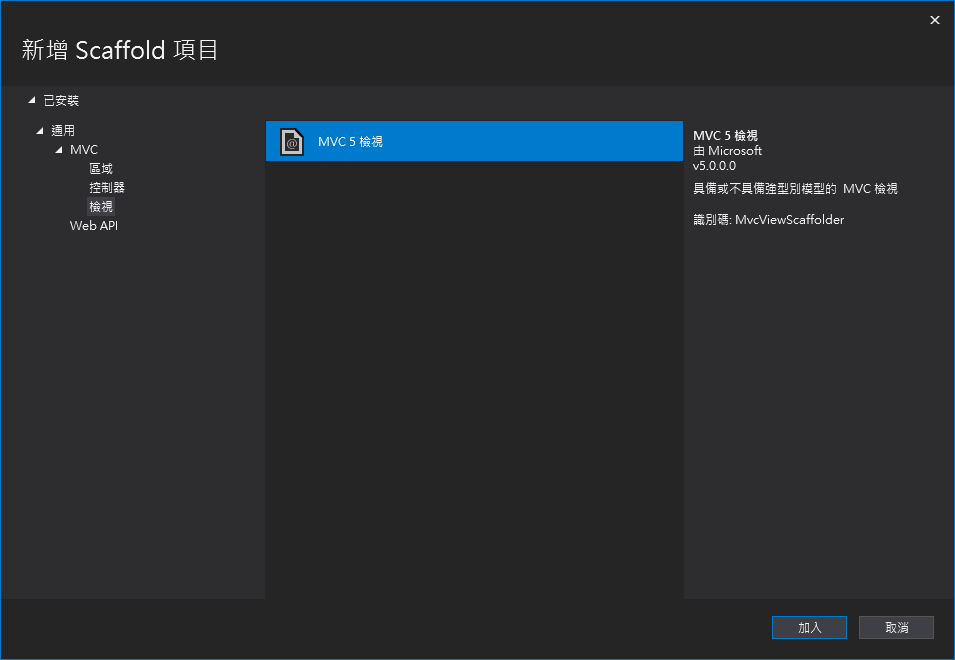 新增 Scaffold 項目
已安裝
通用
MVC
區域
控制器
檢視
Web API
MVC 5 檢視
MVC 5 檢視
由 Microsoft
v5.0.0.0
具備或不具備強型別模型的 MVC 檢視
識別碼: MvcViewScaffolder
加入
取消